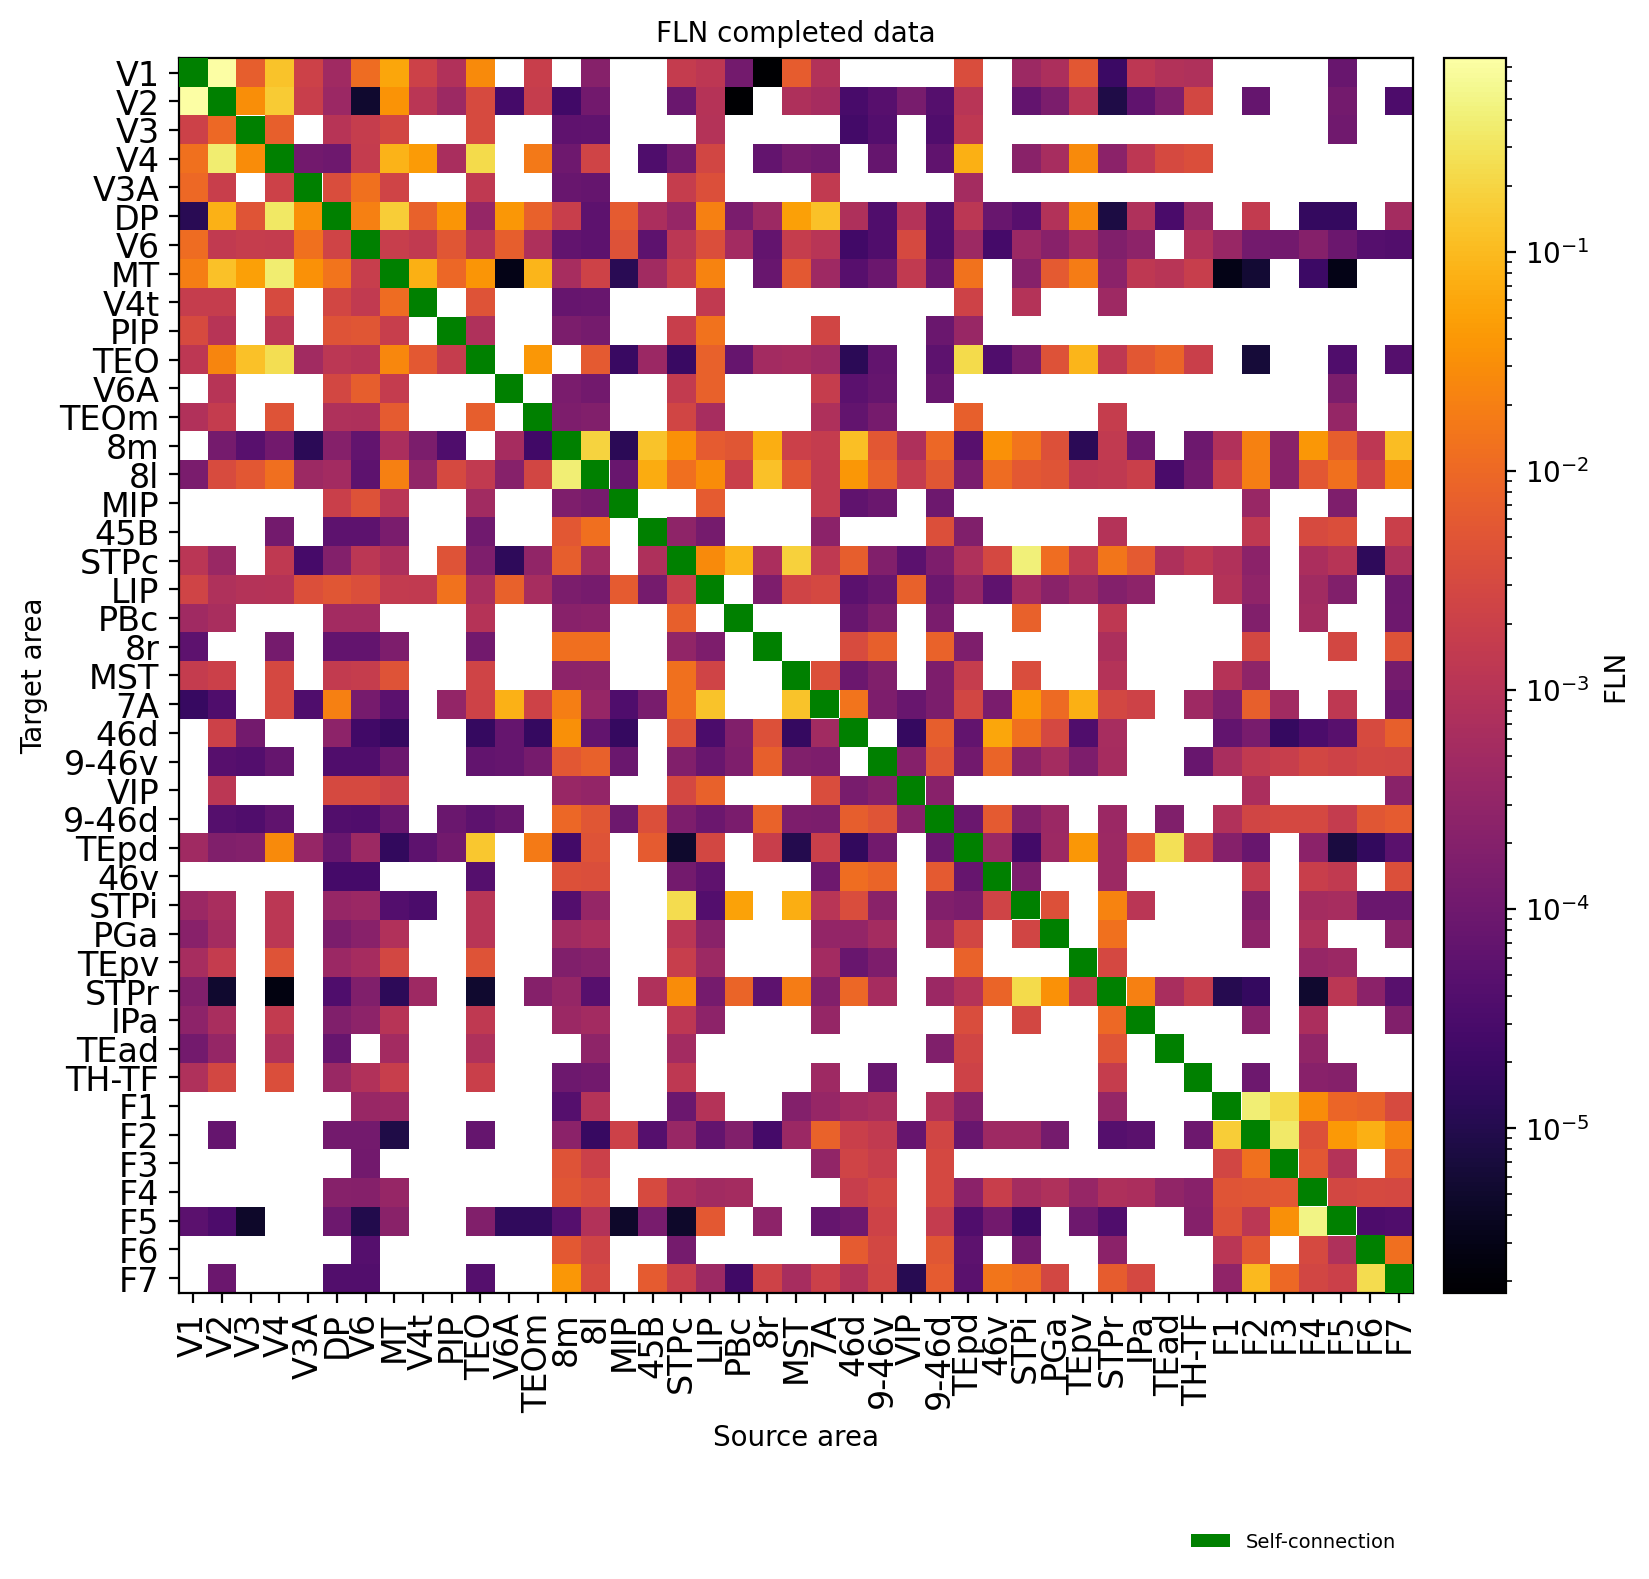 FLN completed data
V1
V2
V3
V4
V3A
DP
V6
MT
V4t
PIP
TEO
V6A
TEOm
8m
8l
MIP
45B
STPc
LIP
PBc
8r
MST
7A
46d
9-46v
VIP
9-46d
TEpd
46v
STPi
PGa
TEpv
STPr
IPa
TEad
TH-TF
F1
F2
F3
F4
F5
F6
F7
Target area
V1 V2 V3 V4 V3A DP V6 MT V4t PIP TEO V6A TEOm 8m 8l MIP 45B STPc LIP PBc 8r MST 7A 46d 9-46v VIP 9-46d TEpd 46v STPi PGa TEpv STPr IPa TEad TH-TF F1 F2 F3 F4 F5 F6 F7
Source area
10⁻¹
10⁻²
10⁻³
10⁻⁴
10⁻⁵
FLN
Self-connection